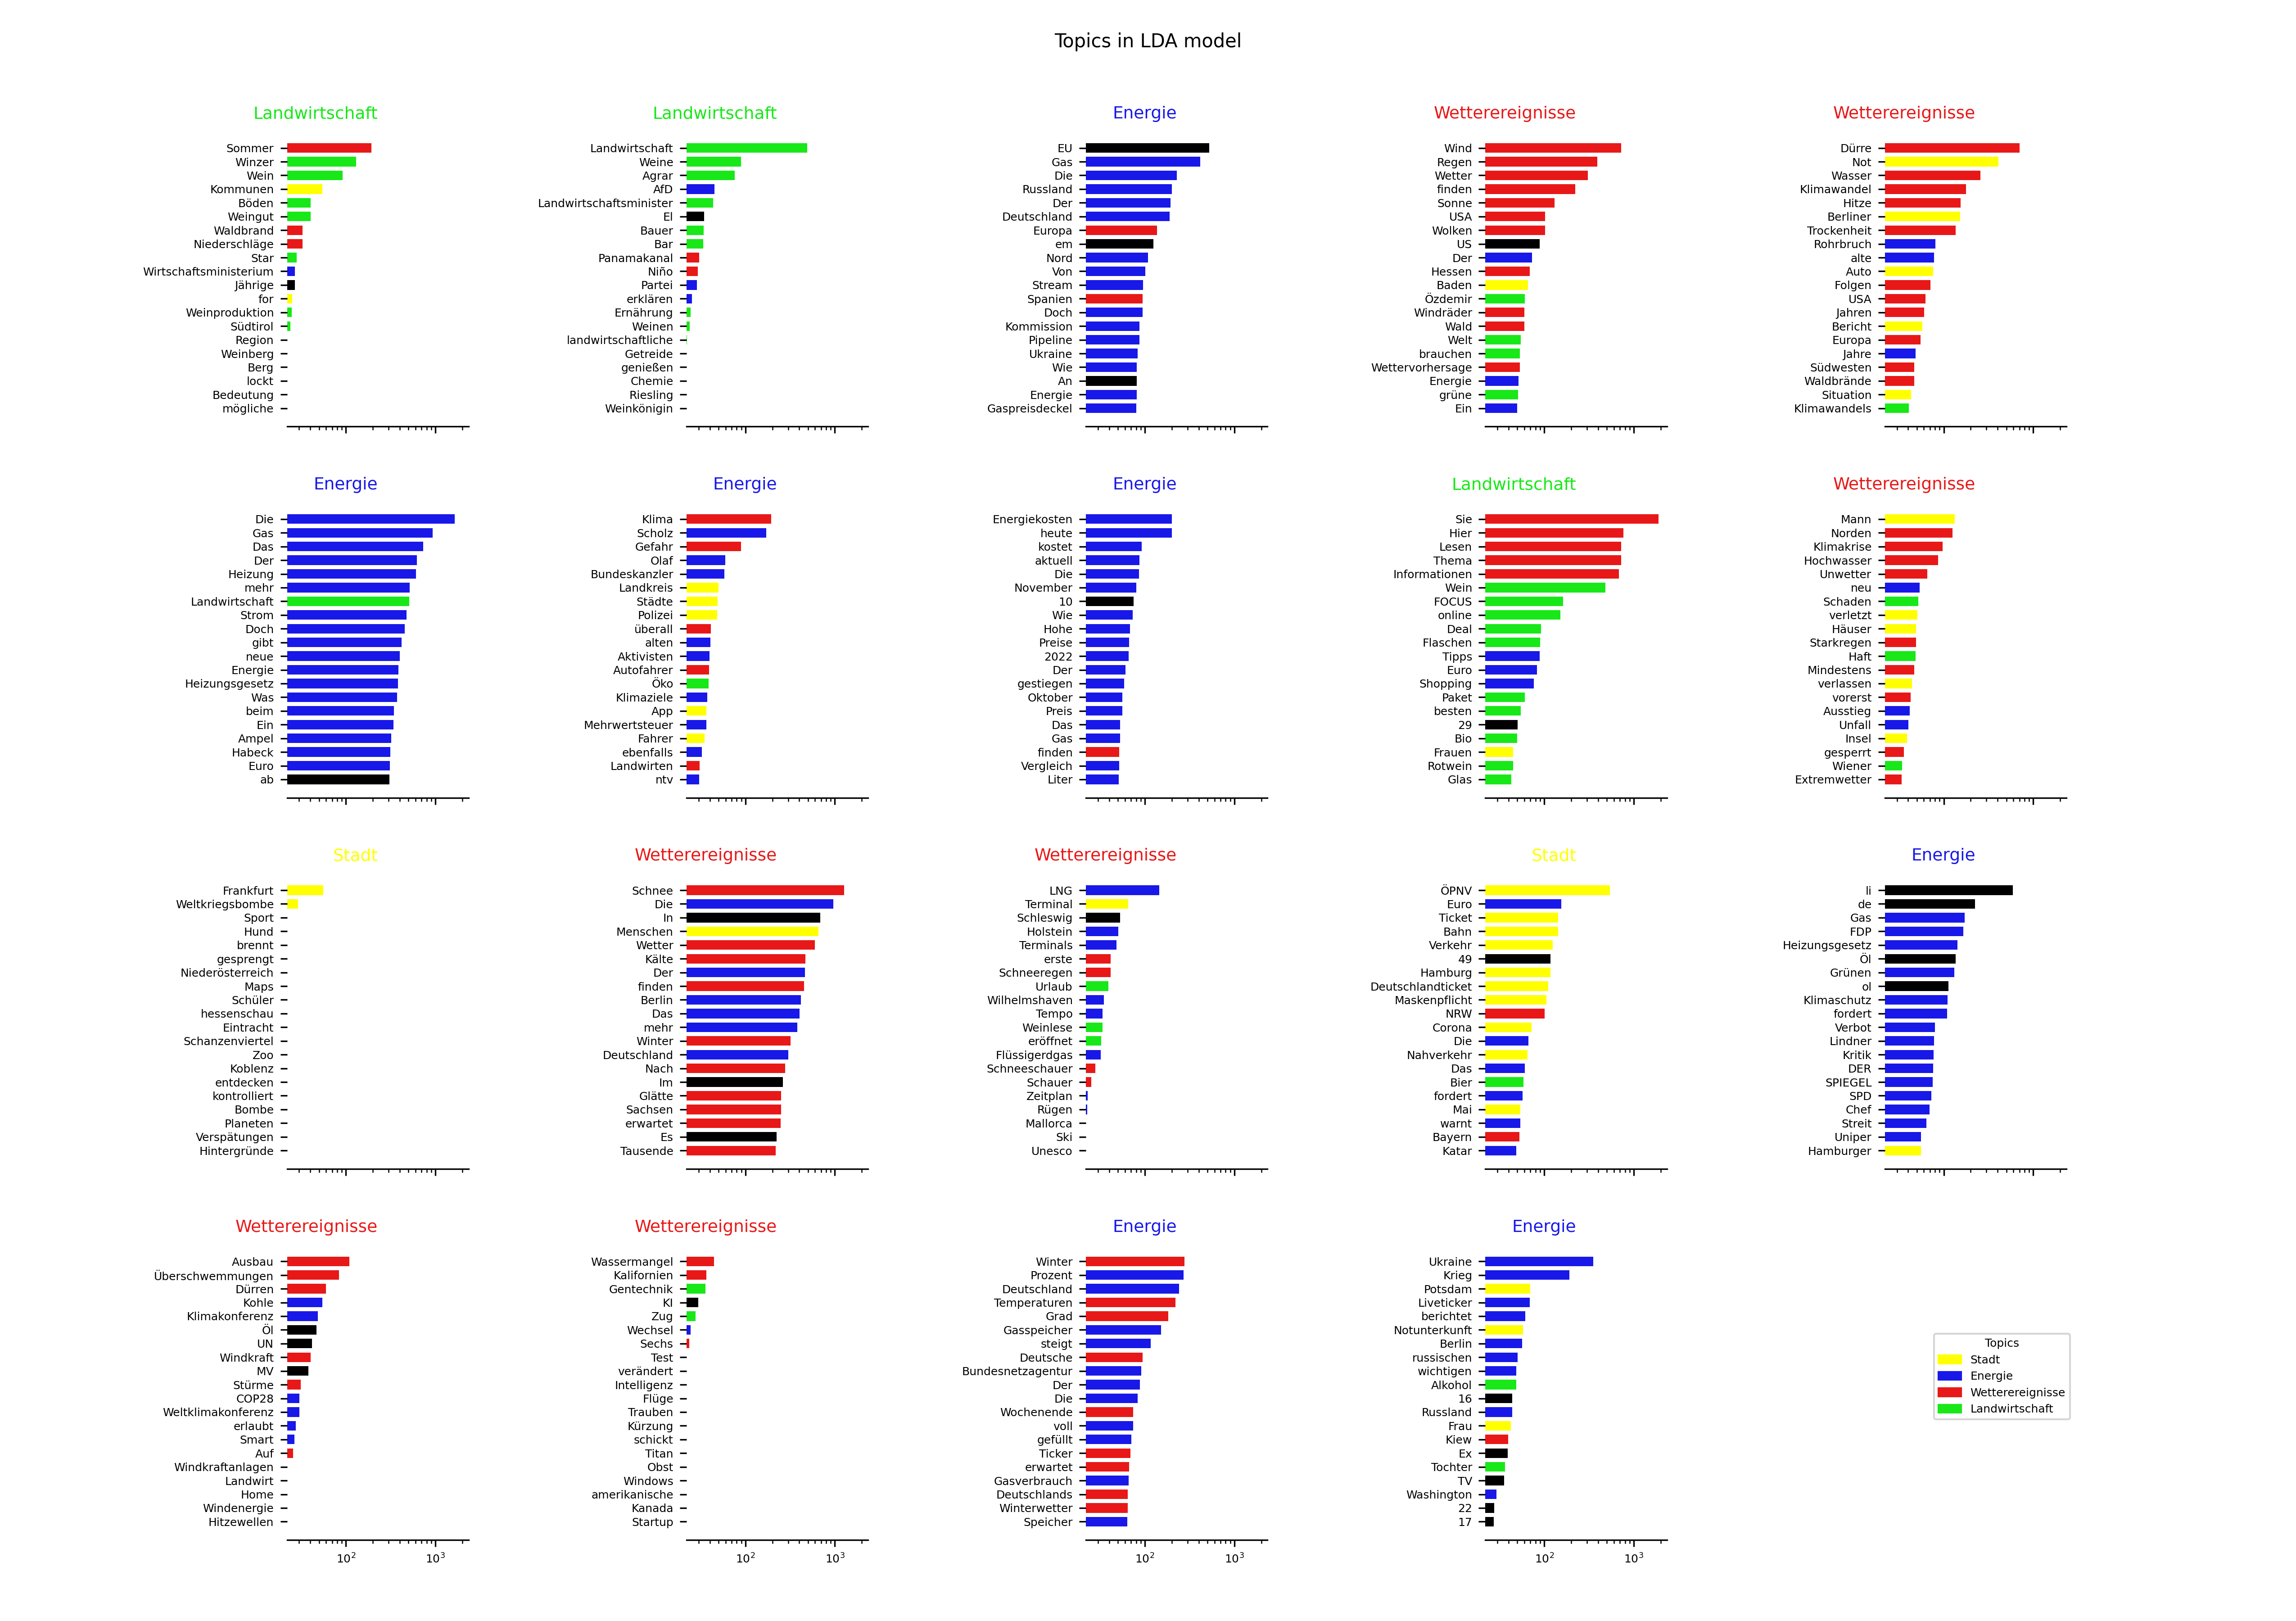 Topics in LDA model
Landwirtschaft
Sommer
Winzer
Wein
Kommunen
Böden
Weingut
Waldbrand
Niederschläge
Star
Wirtschaftsministerium
Jährige
for
Weinproduktion
Südtirol
Region
Weinberg
Berg
lockt
Bedeutung
mögliche
Landwirtschaft
Landwirtschaft
Weine
Agrar
AfD
Landwirtschaftsminister
El
Bauer
Bar
Panamakanal
Niño
Partei
erklären
Ernährung
Weinen
landwirtschaftliche
Getreide
genießen
Chemie
Riesling
Weinkönigin
Energie
EU
Gas
Die
Russland
Der
Deutschland
Europa
em
Nord
Von
Stream
Spanien
Doch
Kommission
Pipeline
Ukraine
Wie
An
Energie
Gaspreisdeckel
Wetterereignisse
Wind
Regen
Wetter
finden
Sonne
USA
Wolken
US
Der
Hessen
Baden
Özdemir
Windräder
Wald
Welt
brauchen
Wettervorhersage
Energie
grüne
Ein
Wetterereignisse
Dürre
Not
Wasser
Klimawandel
Hitze
Berliner
Trockenheit
Rohrbruch
alte
Auto
Folgen
USA
Jahren
Bericht
Europa
Jahre
Südwesten
Waldbrände
Situation
Klimawandels
Energie
Die
Gas
Das
Der
Heizung
mehr
Landwirtschaft
Strom
Doch
gibt
neue
Energie
Heizungsgesetz
Was
beim
Ein
Ampel
Habeck
Euro
ab
Energie
Klima
Scholz
Gefahr
Olaf
Bundeskanzler
Landkreis
Städte
Polizei
überall
alten
Aktivisten
Autofahrer
Öko
Klimaziele
App
Mehrwertsteuer
Fahrer
ebenfalls
Landwirten
ntv
Energie
Energiekosten
heute
kostet
aktuell
Die
November
10
Wie
Hohe
Preise
2022
Der
gestiegen
Oktober
Preis
Das
Gas
finden
Vergleich
Liter
Landwirtschaft
Sie
Hier
Lesen
Thema
Informationen
Wein
FOCUS
online
Deal
Flaschen
Tipps
Euro
Shopping
Paket
besten
29
Bio
Frauen
Rotwein
Glas
Wetterereignisse
Mann
Norden
Klimakrise
Hochwasser
Unwetter
neu
Schaden
verletzt
Häuser
Starkregen
Haft
Mindestens
verlassen
vorerst
Ausstieg
Unfall
Insel
gesperrt
Wiener
Extremwetter
Stadt
Frankfurt
Weltkriegsbombe
Sport
Hund
brennt
gesprengt
Niederösterreich
Maps
Schüler
hessenschau
Eintracht
Schanzenviertel
Zoo
Koblenz
entdecken
kontrolliert
Bombe
Planeten
Verspätungen
Hintergründe
Wetterereignisse
Schnee
Die
In
Menschen
Wetter
Kälte
Der
finden
Berlin
Das
mehr
Winter
Deutschland
Nach
Im
Glätte
Sachsen
erwartet
Es
Tausende
Wetterereignisse
LNG
Terminal
Schleswig
Holstein
Terminals
erste
Schneeregen
Urlaub
Wilhelmshaven
Tempo
Weinlese
eröffnet
Flüssigerdgas
Schneeschauer
Schauer
Zeitplan
Rügen
Mallorca
Ski
Unesco
Stadt
ÖPNV
Euro
Ticket
Bahn
Verkehr
49
Hamburg
Deutschlandticket
Maskenpflicht
NRW
Corona
Die
Nahverkehr
Das
Bier
fordert
Mai
warnt
Bayern
Katar
Energie
li
de
Gas
FDP
Heizungsgesetz
Öl
Grünen
ol
Klimaschutz
fordert
Verbot
Lindner
Kritik
DER
SPIEGEL
SPD
Chef
Streit
Uniper
Hamburger
Wetterereignisse
Ausbau
Überschwemmungen
Dürren
Kohle
Klimakonferenz
Öl
UN
Windkraft
MV
Stürme
COP28
Weltklimakonferenz
erlaubt
Smart
Auf
Windkraftanlagen
Landwirt
Home
Windenergie
Hitzewellen
10² 10³
Wetterereignisse
Wassermangel
Kalifornien
Gentechnik
KI
Zug
Wechsel
Sechs
Test
verändert
Intelligenz
Flüge
Trauben
Kürzung
schickt
Titan
Obst
Windows
amerikanische
Kanada
Startup
10² 10³
Energie
Winter
Prozent
Deutschland
Temperaturen
Grad
Gasspeicher
steigt
Deutsche
Bundesnetzagentur
Der
Die
Wochenende
voll
gefüllt
Ticker
erwartet
Gasverbrauch
Deutschlands
Winterwetter
Speicher
10² 10³
Energie
Ukraine
Krieg
Potsdam
Liveticker
berichtet
Notunterkunft
Berlin
russischen
wichtigen
Alkohol
16
Russland
Frau
Kiew
Ex
Tochter
TV
Washington
22
17
10² 10³
Topics
Stadt
Energie
Wetterereignisse
Landwirtschaft